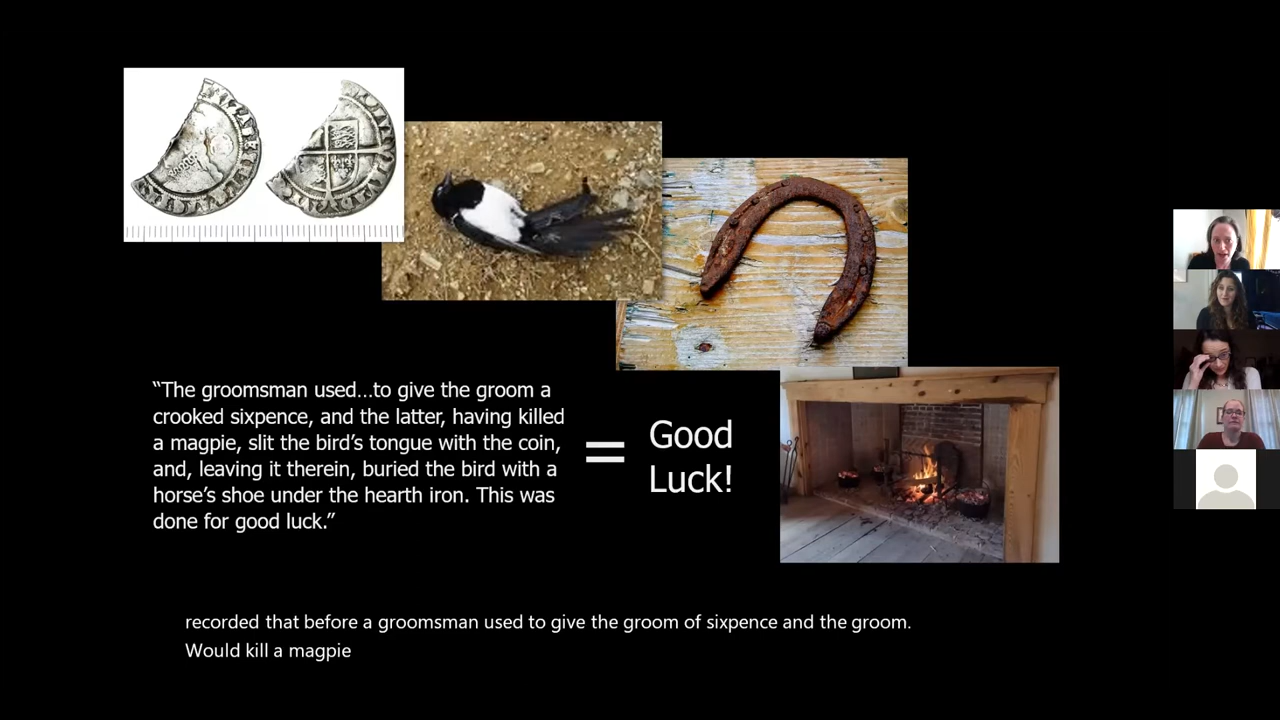 “The groomsman used...to give the groom a
crooked sixpence, and the latter, having killed
a magpie, slit the bird’s tongue with the coin,
and, leaving it therein, buried the bird with a
horse’s shoe under the hearth iron. This was
done for good luck.”
=
Good
Luck!
recorded that before a groomsman used to give the groom of sixpence and the groom.
Would kill a magpie